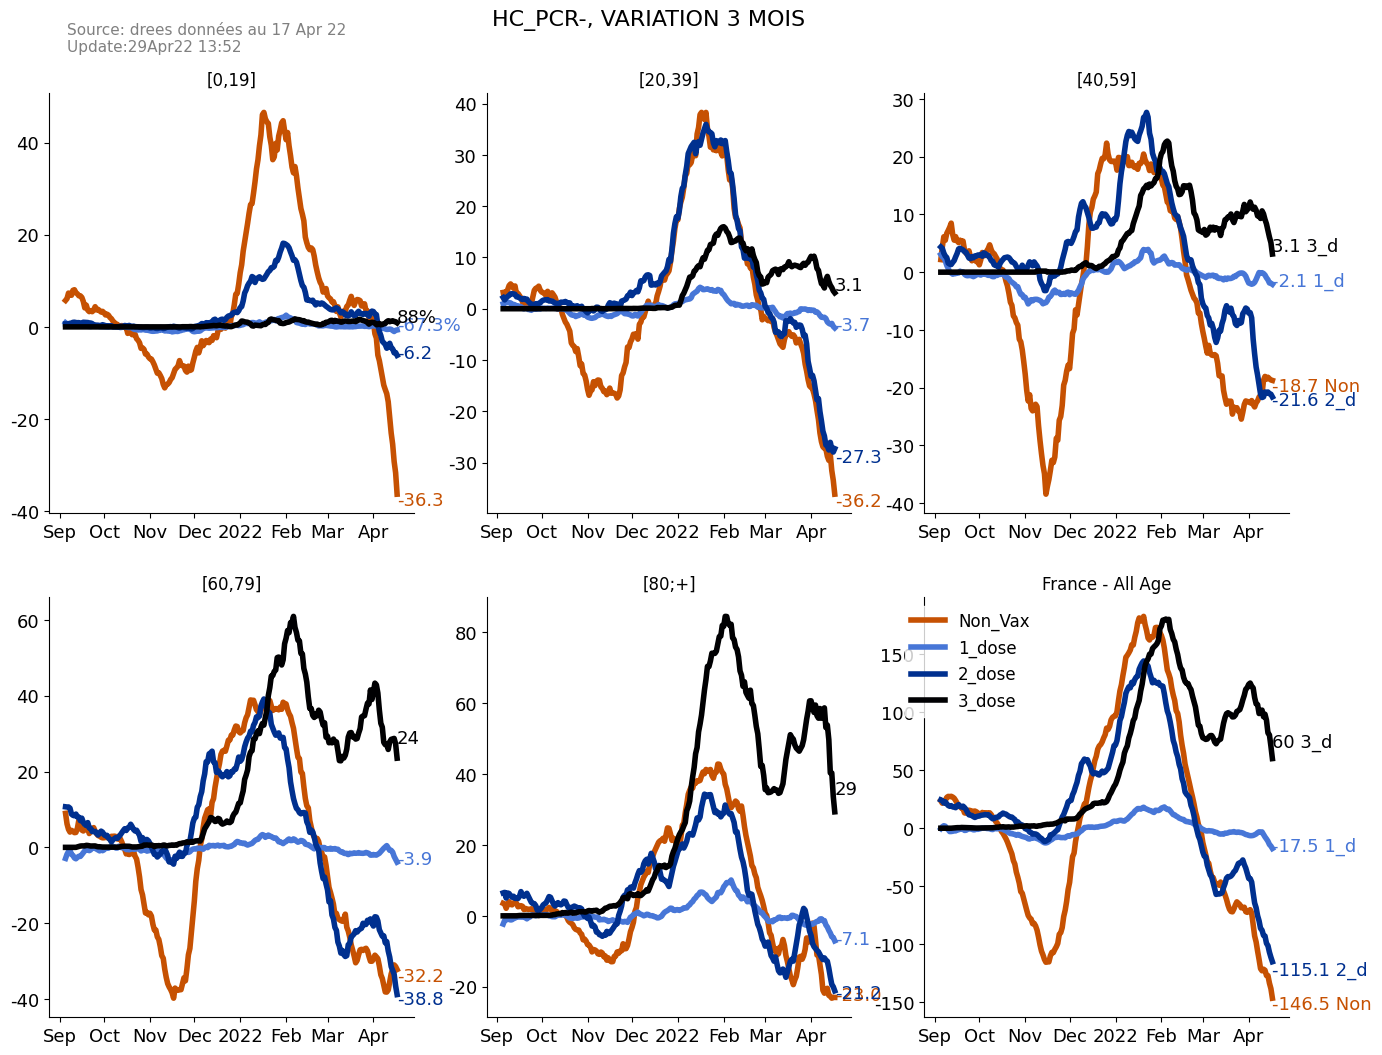 HC_PCR-, VARIATION 3 MOIS
Source: drees données au 17 Apr 22
Update:29Apr22 13:52
[0,19]
40
20
0
-20
-40
88%
-67.3%
-6.2
-36.3
Sep Oct Nov Dec 2022 Feb Mar Apr
[20,39]
40
30
20
10
0
-10
-20
-30
3.1
-3.7
-27.3
-36.2
Sep Oct Nov Dec 2022 Feb Mar Apr
[40,59]
30
20
10
0
-10
-20
-30
-40
3.1 3_d
-2.1 1_d
-18.7 Non
-21.6 2_d
Sep Oct Nov Dec 2022 Feb Mar Apr
[60,79]
60
40
20
0
-20
-40
24
-3.9
-32.2
-38.8
Sep Oct Nov Dec 2022 Feb Mar Apr
[80;+]
80
60
40
20
0
-20
29
-7.1
-21.2
-23.0
Sep Oct Nov Dec 2022 Feb Mar Apr
France - All Age
Non_Vax
1_dose
2_dose
3_dose
150
100
50
0
-50
-100
-150
60 3_d
-17.5 1_d
-115.1 2_d
-146.5 Non
Sep Oct Nov Dec 2022 Feb Mar Apr